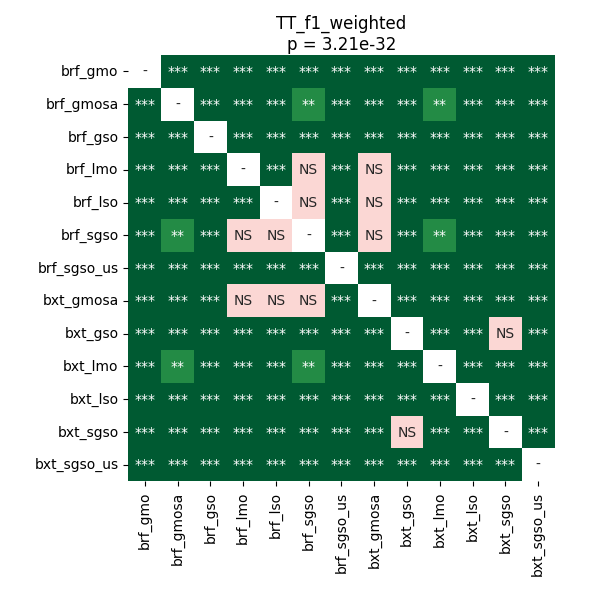 TT_f1_weighted
p = 3.21e-32
brf_gmo - *** *** *** *** *** *** *** *** *** *** *** ***
brf_gmosa *** - *** *** *** ** *** *** *** ** *** *** ***
brf_gso *** *** - *** *** *** *** *** *** *** *** *** ***
brf_lmo *** *** *** - *** NS *** NS *** *** *** *** ***
brf_lso *** *** *** *** - NS *** NS *** *** *** *** ***
brf_sgso *** ** *** NS NS - *** NS *** ** *** *** ***
brf_sgso_us *** *** *** *** *** *** - *** *** *** *** *** ***
bxt_gmosa *** *** *** NS NS NS *** - *** *** *** *** ***
bxt_gso *** *** *** *** *** *** *** *** - *** *** NS ***
bxt_lmo *** ** *** *** *** ** *** *** *** - *** *** ***
bxt_lso *** *** *** *** *** *** *** *** *** *** - *** ***
bxt_sgso *** *** *** *** *** *** *** *** NS *** *** - ***
bxt_sgso_us *** *** *** *** *** *** *** *** *** *** *** *** -
brf_gmo
brf_gmosa
brf_gso
brf_lmo
brf_lso
brf_sgso
brf_sgso_us
bxt_gmosa
bxt_gso
bxt_lmo
bxt_lso
bxt_sgso
bxt_sgso_us